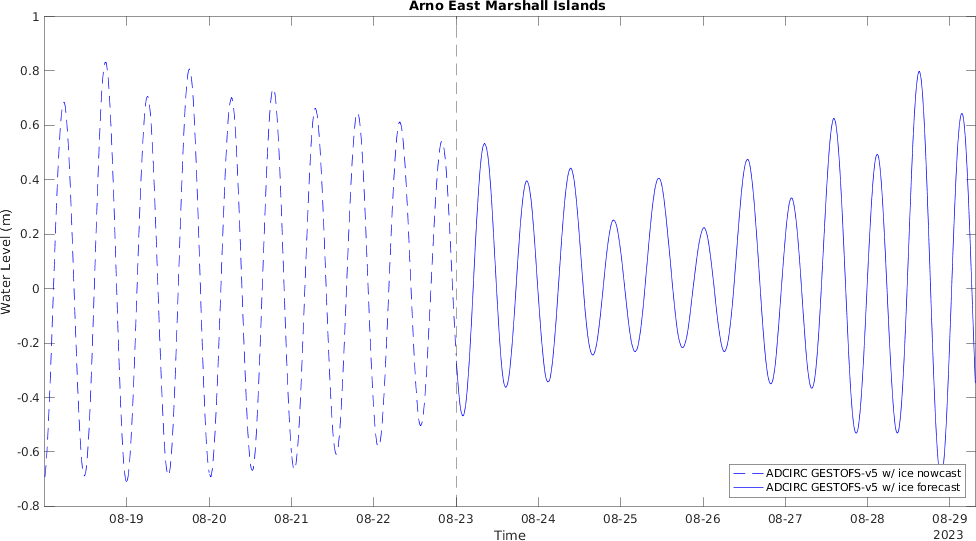 Arno East Marshall Islands
1
0.8
0.6
0.4
0.2
0
-0.2
-0.4
-0.6
-0.8
Water Level (m)
ADCIRC GESTOFS-v5 w/ ice nowcast
ADCIRC GESTOFS-v5 w/ ice forecast
08-19 08-20 08-21 08-22 08-23 08-24 08-25 08-26 08-27 08-28 08-29
2023
Time